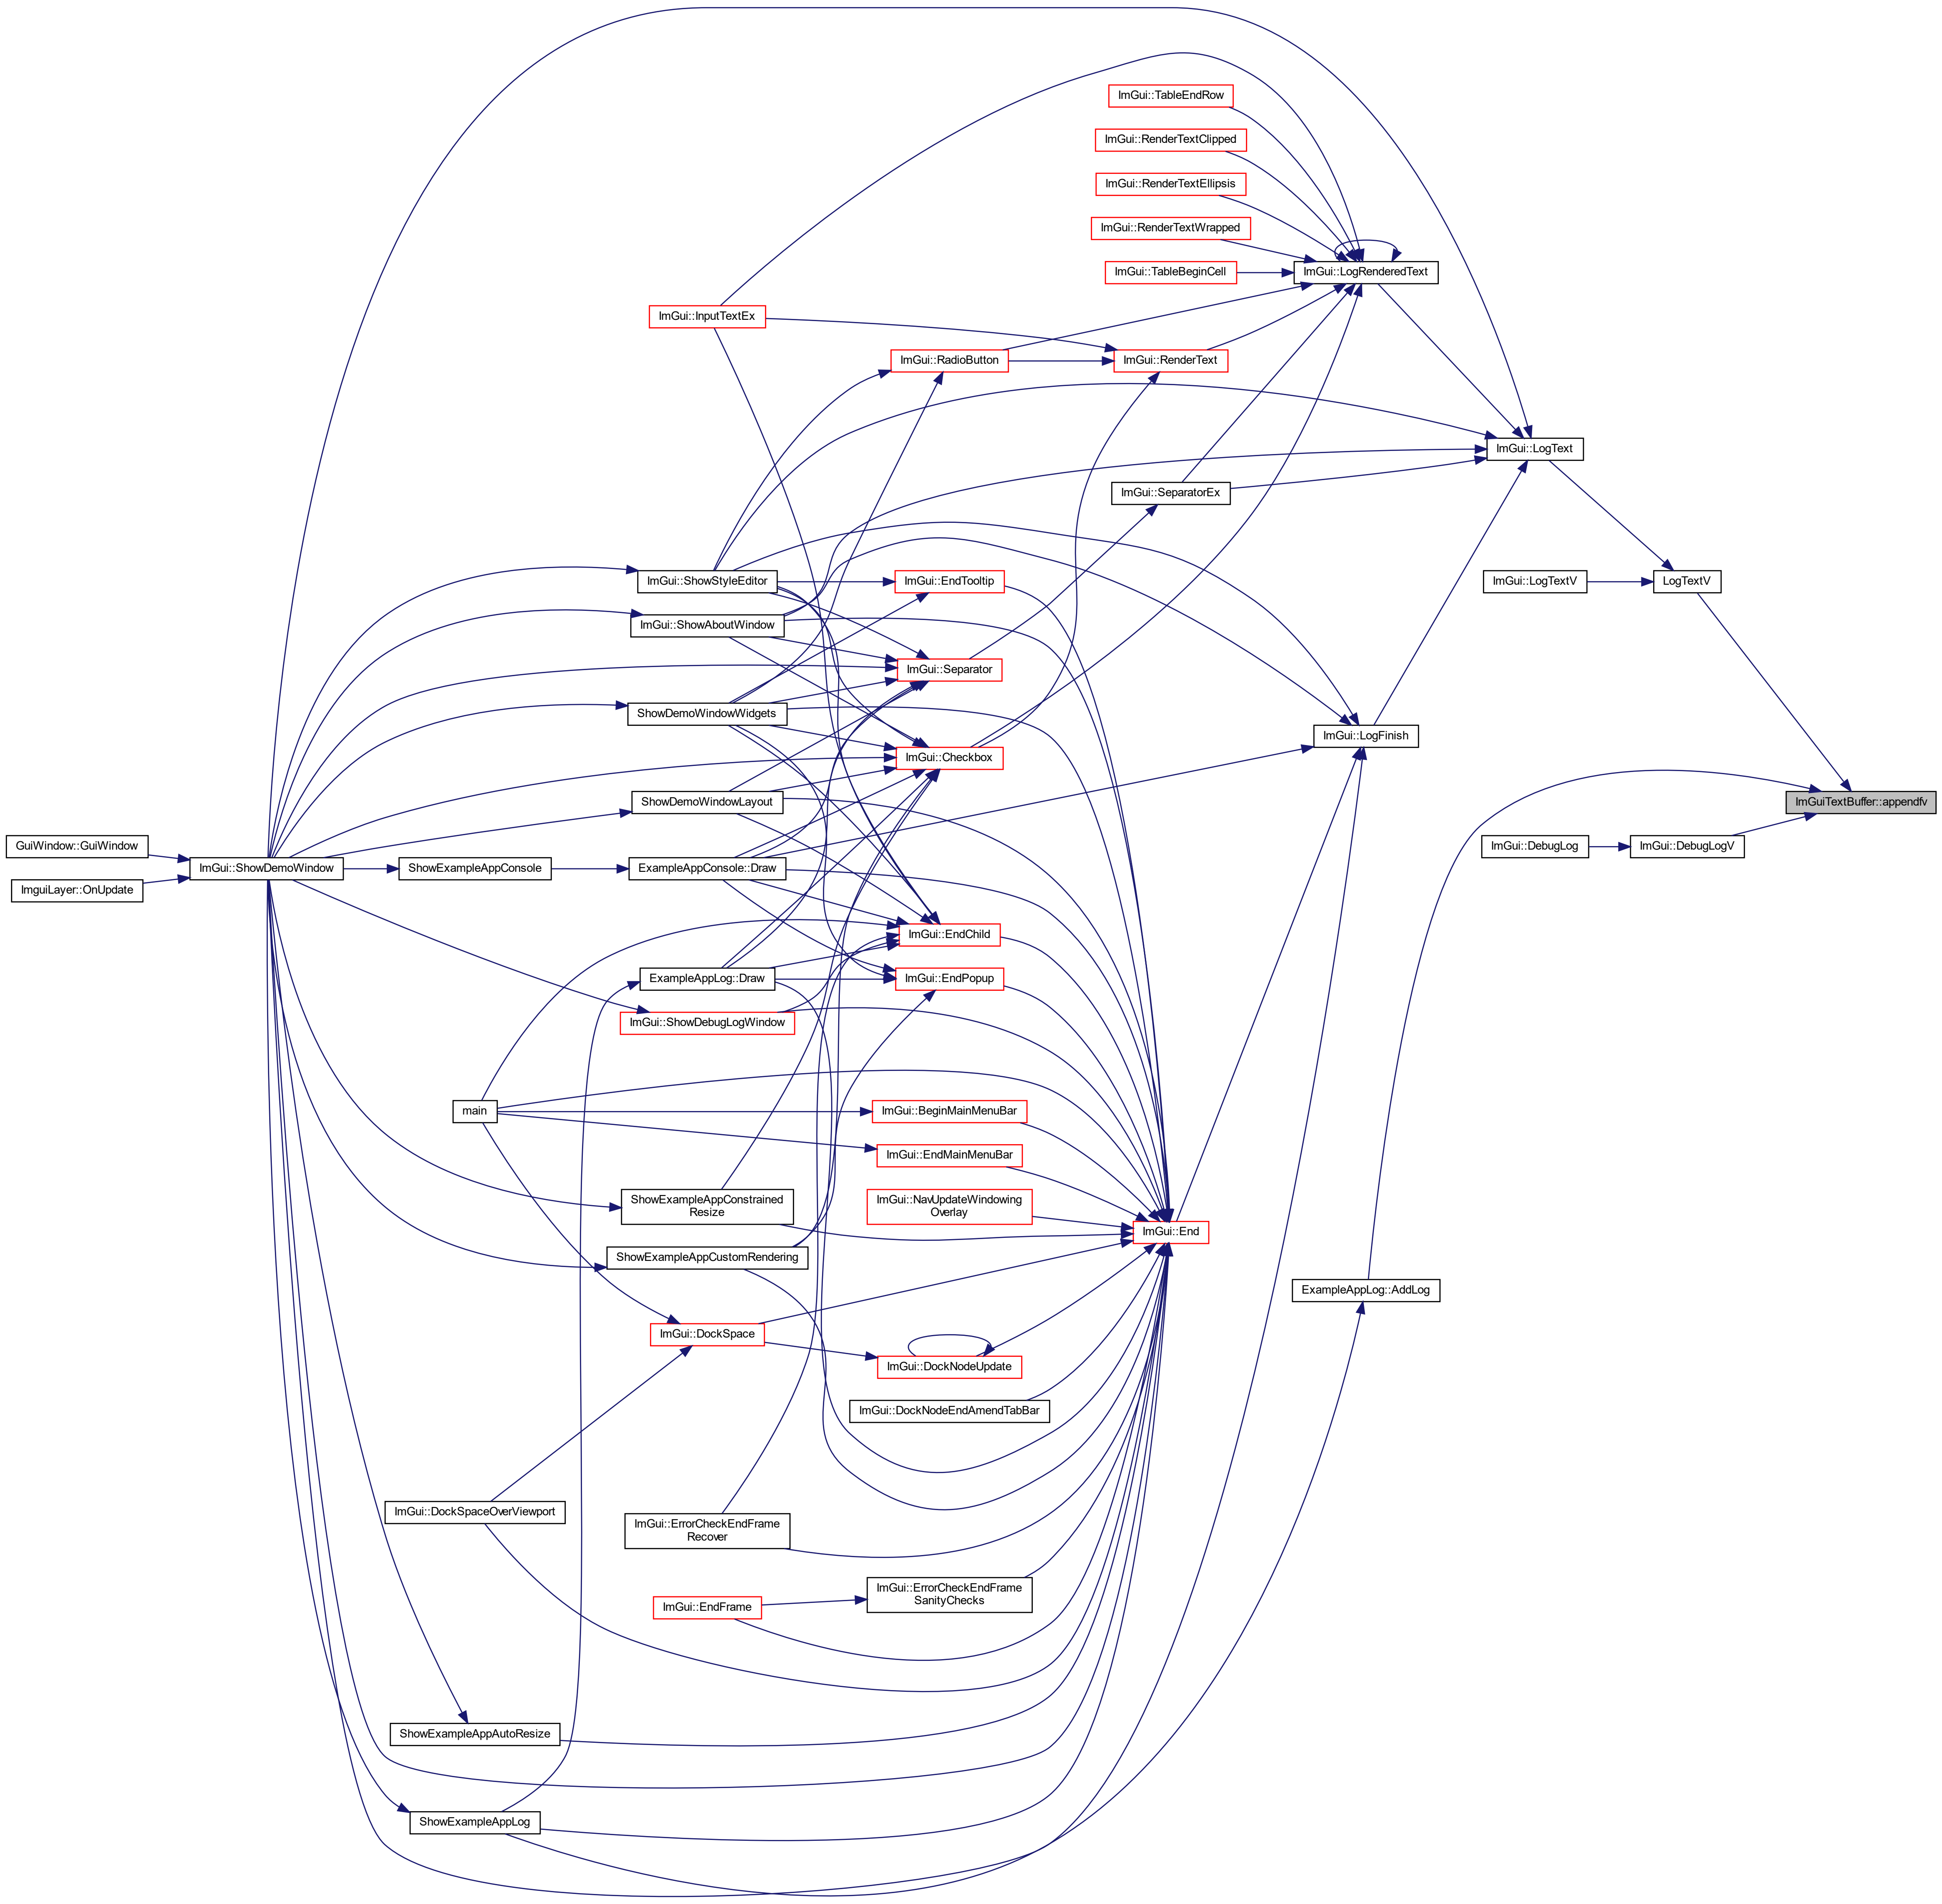 ImGui::TableEndRow
ImGui::RenderTextClipped
ImGui::RenderTextEllipsis
ImGui::RenderTextWrapped
ImGui::TableBeginCell
ImGui::LogRenderedText
ImGui::InputTextEx
ImGui::RadioButton
ImGui::RenderText
ImGui::LogText
ImGui::SeparatorEx
ImGui::ShowStyleEditor
ImGui::EndTooltip
ImGui::LogTextV
LogTextV
ImGui::ShowAboutWindow
ImGui::Separator
ShowDemoWindowWidgets
ImGui::LogFinish
ImGui::Checkbox
ShowDemoWindowLayout
ImGuiTextBuffer::appendfv
GuiWindow::GuiWindow
ImGui::DebugLog
ImGui::DebugLogV
ImGui::ShowDemoWindow
ShowExampleAppConsole
ExampleAppConsole::Draw
ImguiLayer::OnUpdate
ImGui::EndChild
ExampleAppLog::Draw
ImGui::EndPopup
ImGui::ShowDebugLogWindow
main
ImGui::BeginMainMenuBar
ImGui::EndMainMenuBar
ShowExampleAppConstrained
Resize
ImGui::NavUpdateWindowing
Overlay
ImGui::End
ShowExampleAppCustomRendering
ExampleAppLog::AddLog
ImGui::DockSpace
ImGui::DockNodeUpdate
ImGui::DockNodeEndAmendTabBar
ImGui::DockSpaceOverViewport
ImGui::ErrorCheckEndFrame
Recover
ImGui::ErrorCheckEndFrame
SanityChecks
ImGui::EndFrame
ShowExampleAppAutoResize
ShowExampleAppLog